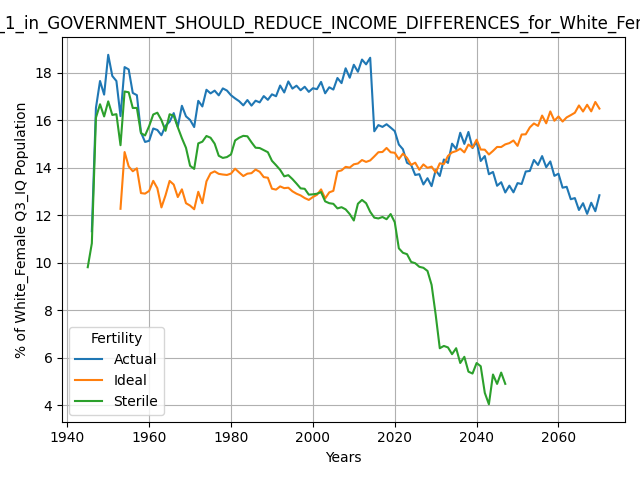 _1_in_GOVERNMENT_SHOULD_REDUCE_INCOME_DIFFERENCES_for_White_Fer
% of White_Female Q3_IQ Population
18
16
14
12
10
8
6
4
Fertility
Actual
Ideal
Sterile
1940
1960
1980
2000
2020
2040
2060
Years